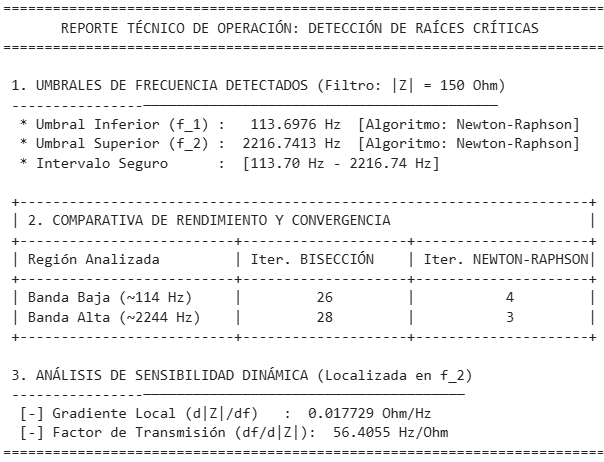 ===========================================================================
REPORTE TÉCNICO DE OPERACIÓN: DETECCIÓN DE RAÍCES CRÍTICAS
===========================================================================
1. UMBRALES DE FRECUENCIA DETECTADOS (Filtro: |Z| = 150 Ohm)
----------------————————————————————————————————————————————
* Umbral Inferior (f_1) :   113.6976 Hz  [Algoritmo: Newton-Raphson]
* Umbral Superior (f_2) :  2216.7413 Hz  [Algoritmo: Newton-Raphson]
* Intervalo Seguro      :  [113.70 Hz - 2216.74 Hz]
+-----------------------------------------------------------------------+
| 2. COMPARATIVA DE RENDIMIENTO Y CONVERGENCIA                          |
+---------------------------+---------------------+---------------------+
| Región Analizada          | Iter. BISECCIÓN     | Iter. NEWTON-RAPHSON|
+---------------------------+---------------------+---------------------+
| Banda Baja (~114 Hz)      |         26          |          4          |
| Banda Alta (~2244 Hz)     |         28          |          3          |
+---------------------------+---------------------+---------------------+
3. ANÁLISIS DE SENSIBILIDAD DINÁMICA (Localizada en f_2)
----------------————————————————————————————————————————
[-] Gradiente Local (d|Z|/df)   :  0.017729 Ohm/Hz
[-] Factor de Transmisión (df/d|Z|):  56.4055 Hz/Ohm
===========================================================================